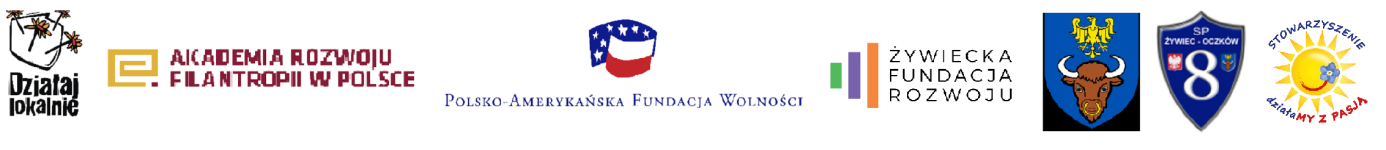 Działaj
lokalnie
AKADEMIA ROZWOJU
FILANTROPII W POLSCE
POLSKO-AMERYKAŃSKA FUNDACJA WOLNOŚCI
ŻYWIECKA
FUNDACJA
ROZWOJU
SP
ŻYWIEC - OCZKÓW
8
STOWARZYSZENIE
działaMY Z PASJĄ